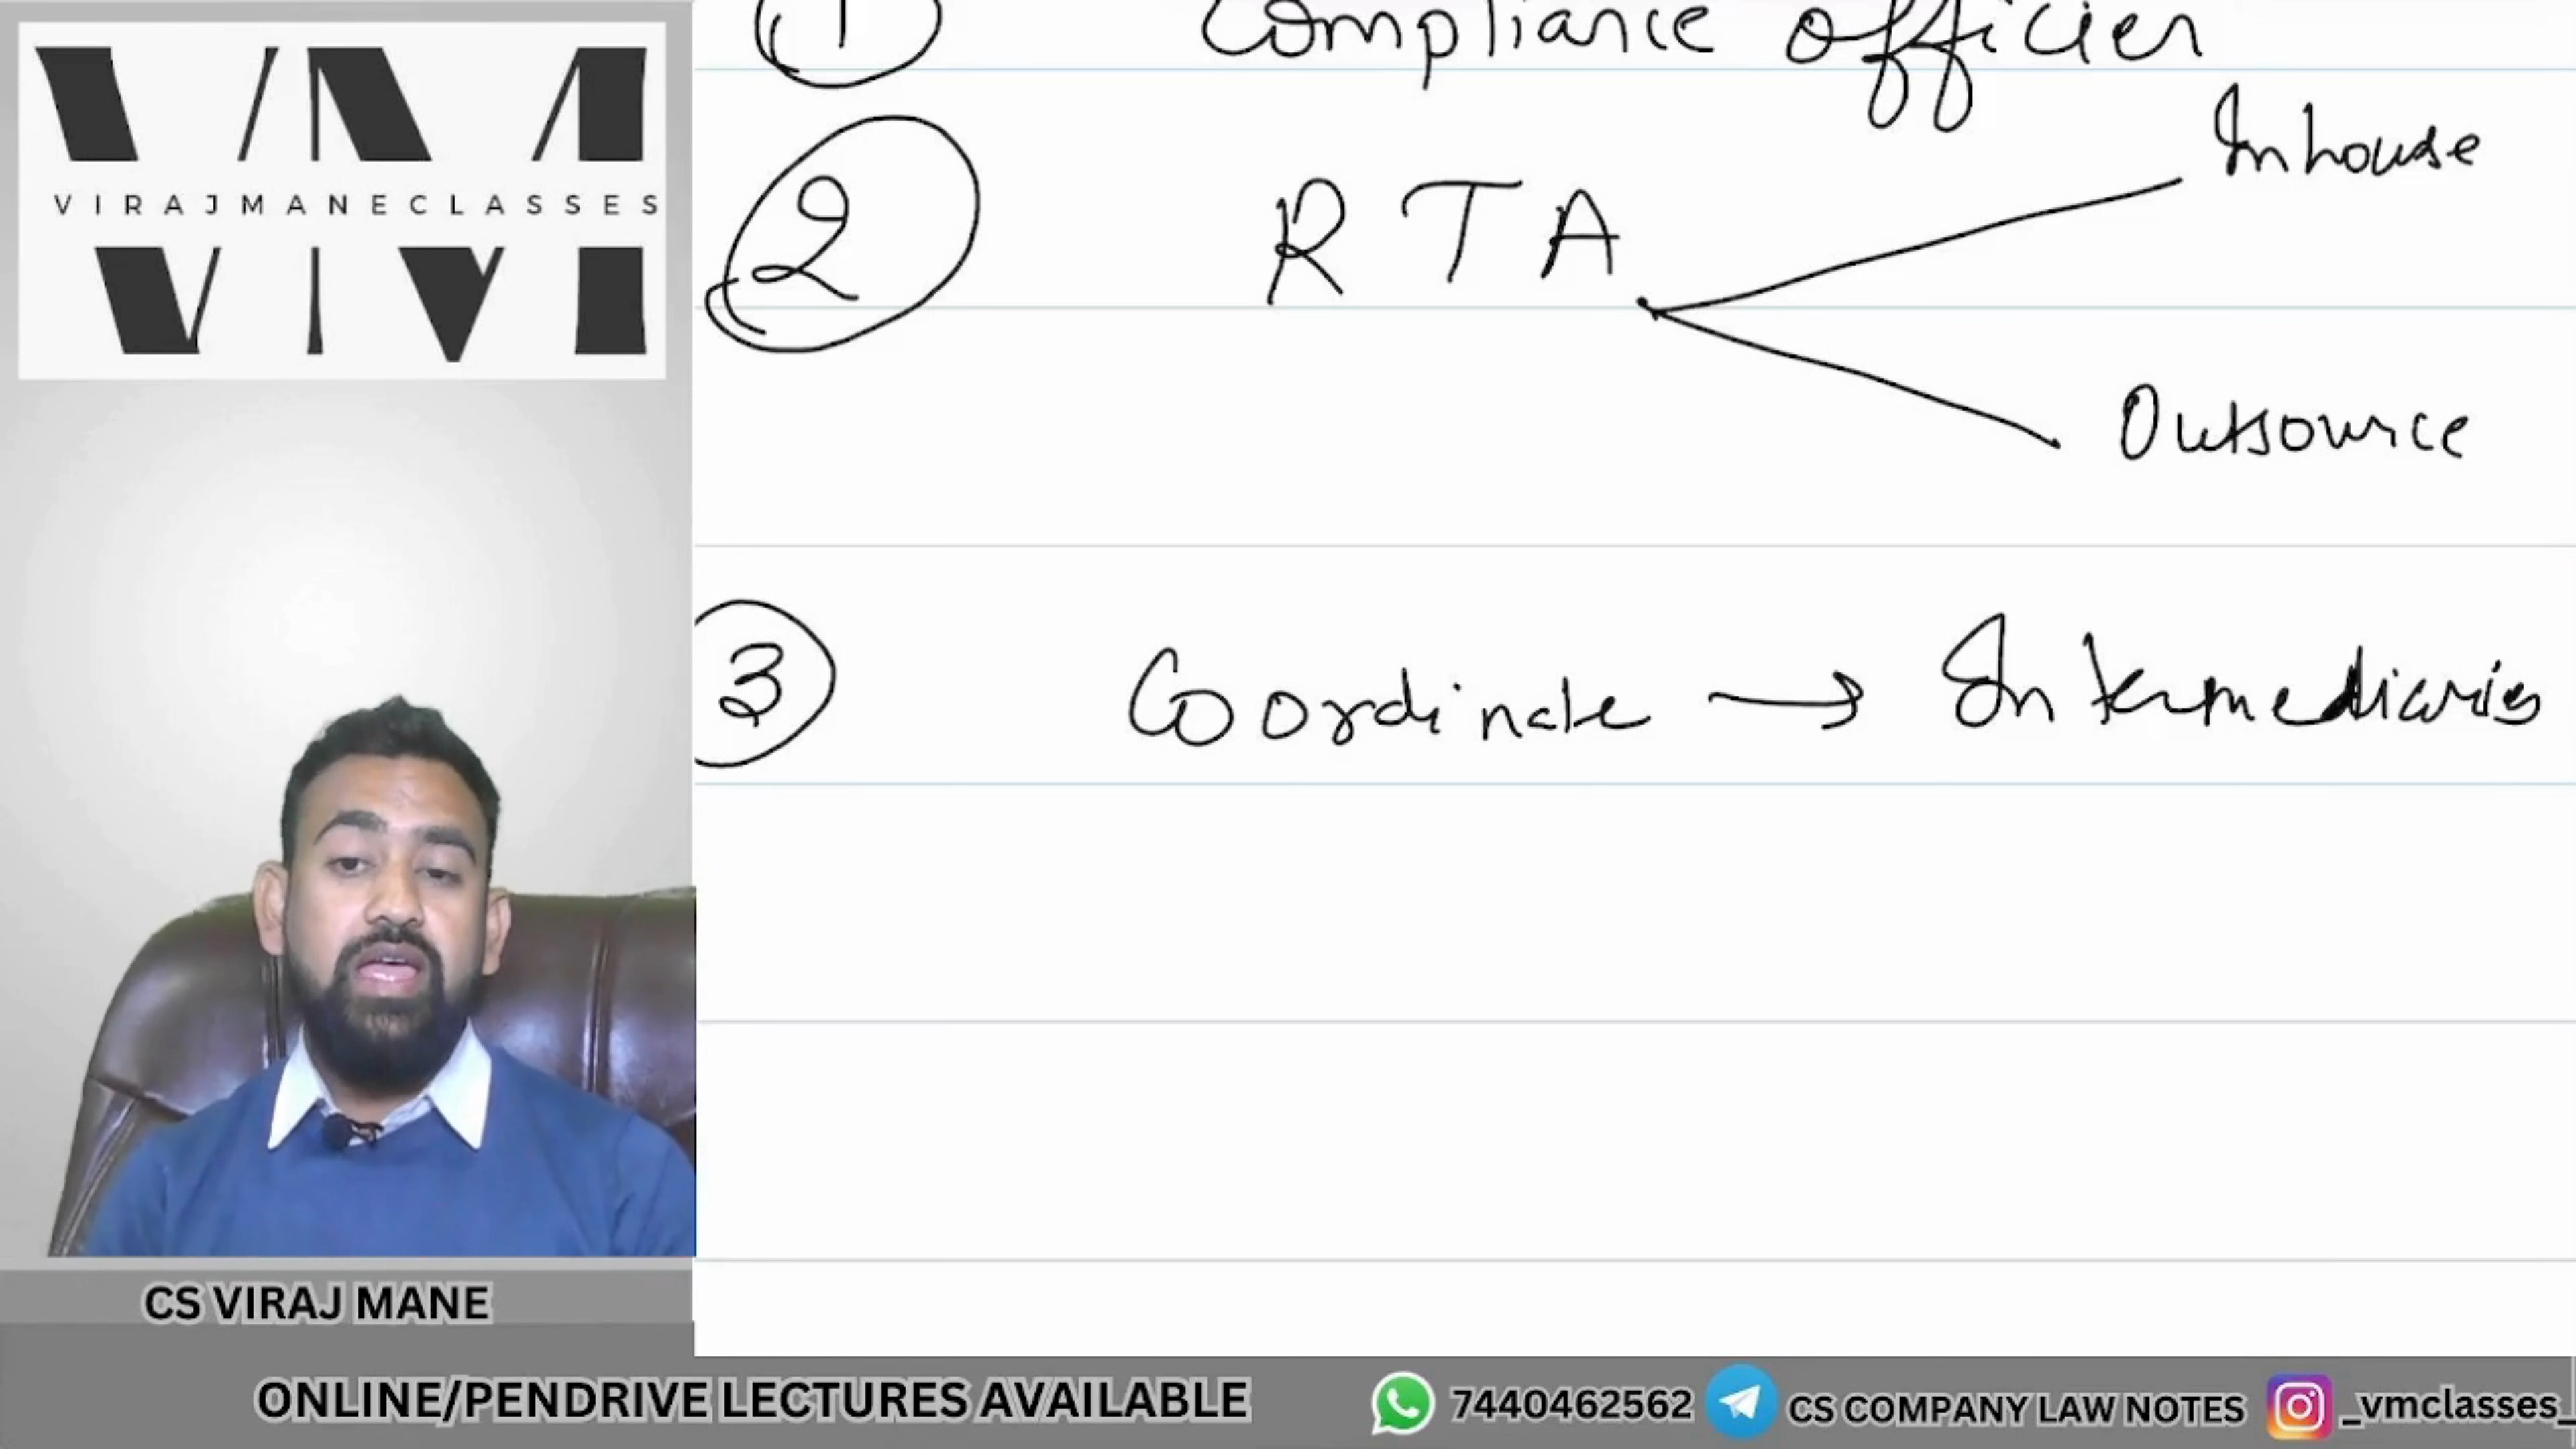 VIRAJMANECLASSES
1 Compliance officier
2 RTA
Inhouse
Outsource
3 Coordinate → Intermediaries
CS VIRAJ MANE
ONLINE/PENDRIVE LECTURES AVAILABLE 7440462562 CS COMPANY LAW NOTES _vmclasses_